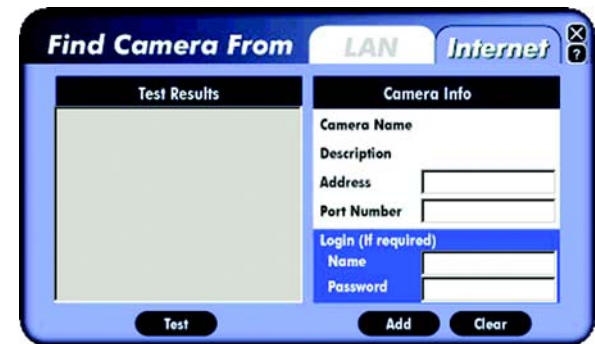 Find Camera From LAN Internet X
?
Test Results
Camera Info
Camera Name
Description
Address
Port Number
Login (If required)
Name
Password
Test
Add
Clear